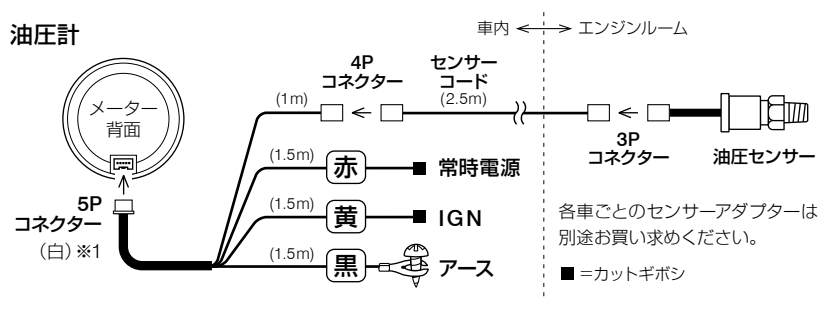 油圧計
車内
エンジンルーム
メーター
背面
4P
コネクター
センサー
コード
(2.5m)
(1m)
3P
コネクター
油圧センサー
5P
コネクター
(白)※1
(1.5m)
赤
常時電源
(1.5m)
黄
IGN
(1.5m)
黒
アース
各車ごとのセンサーアダプターは
別途お買い求めください。
■=カットギボシ